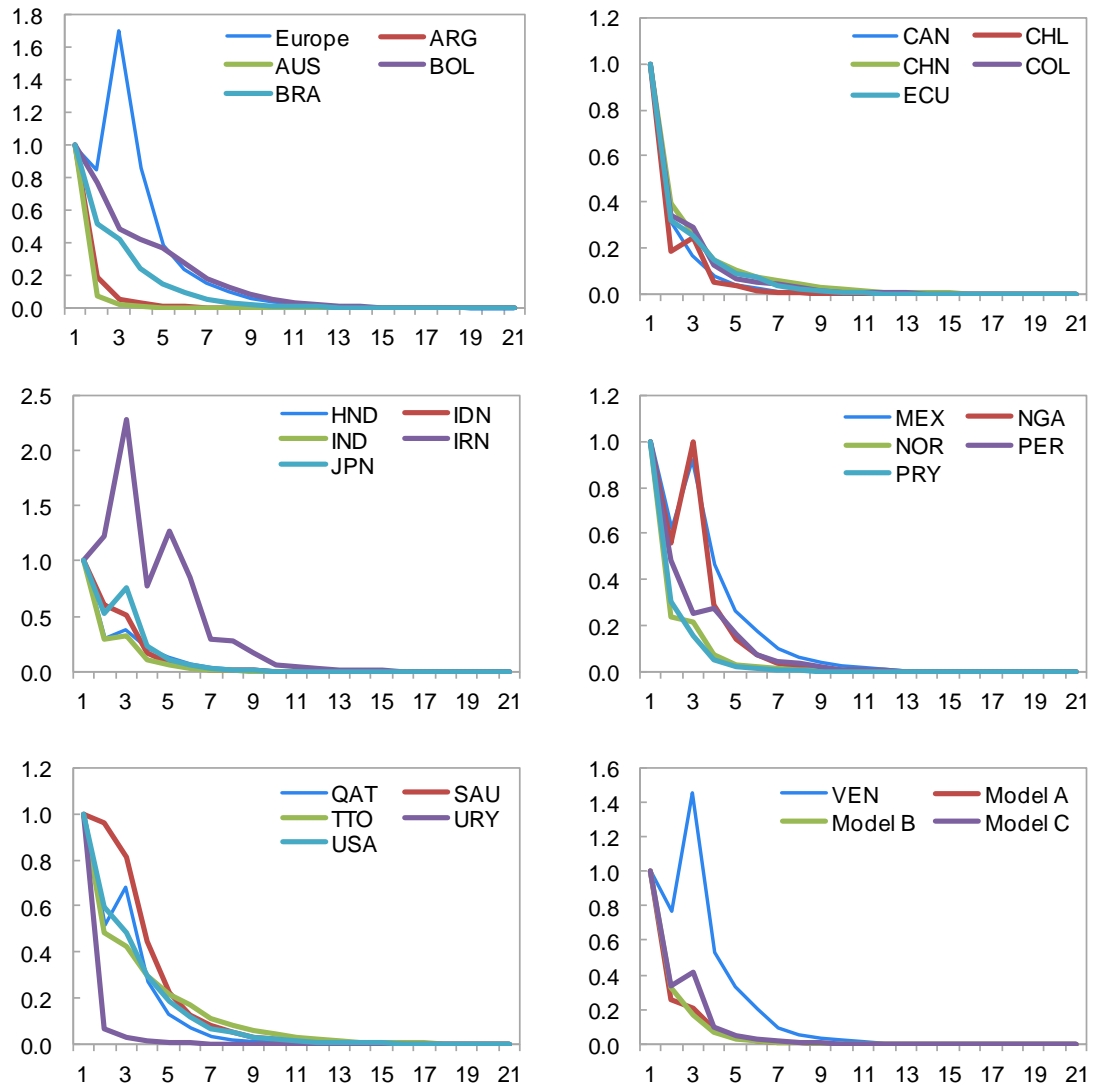 1.8
1.6
1.4
1.2
1.0
0.8
0.6
0.4
0.2
0.0
Europe ARG
AUS BOL
BRA
1 3 5 7 9 11 13 15 17 19 21
1.2
1.0
0.8
0.6
0.4
0.2
0.0
CAN CHL
CHN COL
ECU
1 3 5 7 9 11 13 15 17 19 21
2.5
2.0
1.5
1.0
0.5
0.0
HND IDN
IND IRN
JPN
1 3 5 7 9 11 13 15 17 19 21
1.2
1.0
0.8
0.6
0.4
0.2
0.0
MEX NGA
NOR PER
PRY
1 3 5 7 9 11 13 15 17 19 21
1.2
1.0
0.8
0.6
0.4
0.2
0.0
QAT SAU
TTO URY
USA
1 3 5 7 9 11 13 15 17 19 21
1.6
1.4
1.2
1.0
0.8
0.6
0.4
0.2
0.0
VEN Model A
Model B Model C
1 3 5 7 9 11 13 15 17 19 21